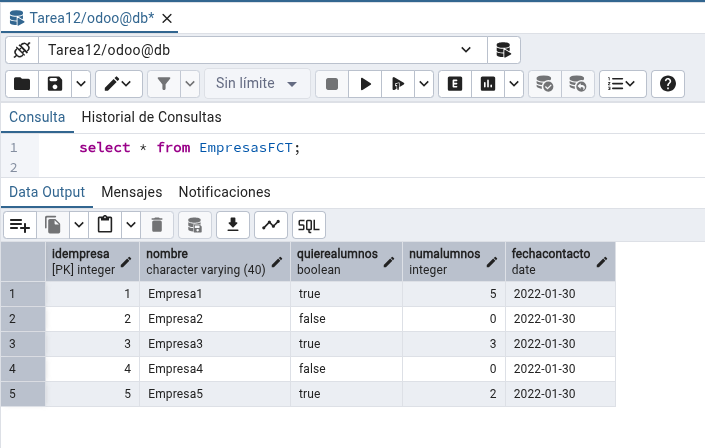 Tarea12/odoo@db*
Tarea12/odoo@db
Sin límite
E
Consulta Historial de Consultas
1 select * from EmpresasFCT;
2
Data Output Mensajes Notificaciones
SQL
idempresa nombre quierealumnos numalumnos fechacontacto
[PK] integer character varying (40) boolean integer date
1 1 Empresa1 true 5 2022-01-30
2 2 Empresa2 false 0 2022-01-30
3 3 Empresa3 true 3 2022-01-30
4 4 Empresa4 false 0 2022-01-30
5 5 Empresa5 true 2 2022-01-30